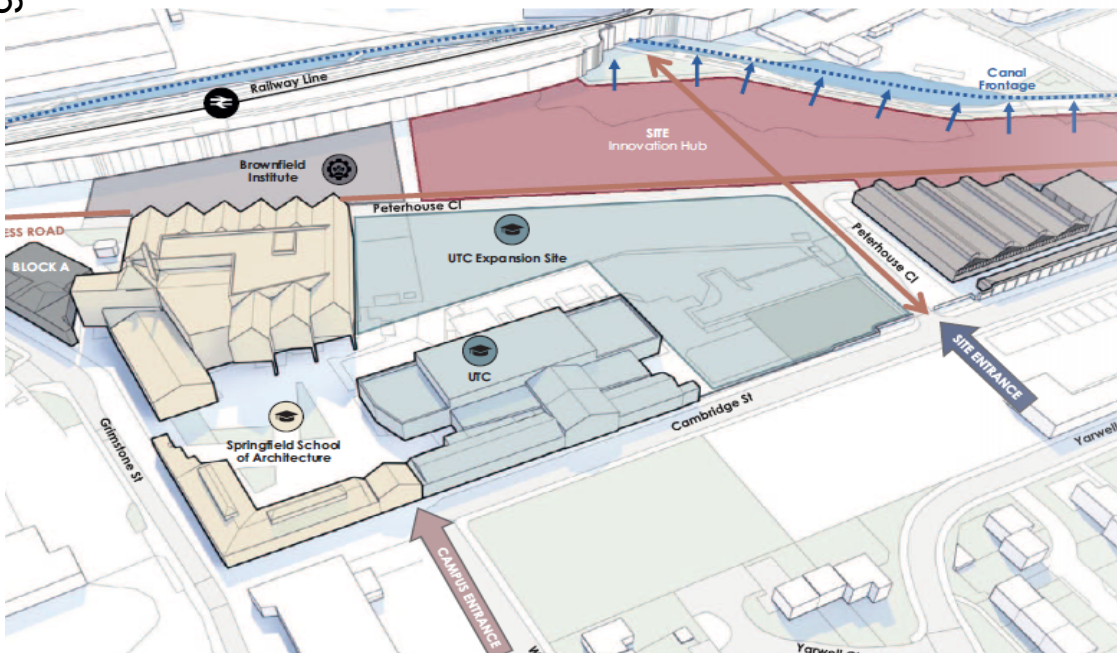 Railway Line
Canal
Frontage
SITE
Innovation Hub
Brownfield
Institute
Peterhouse Cl
ESS ROAD
BLOCK A
UTC Expansion Site
Peterhouse Cl
UTC
SITE ENTRANCE
Cambridge St
Yarwell
Grimstone St
Springfield School
of Architecture
CAMPUS ENTRANCE
Yarwell